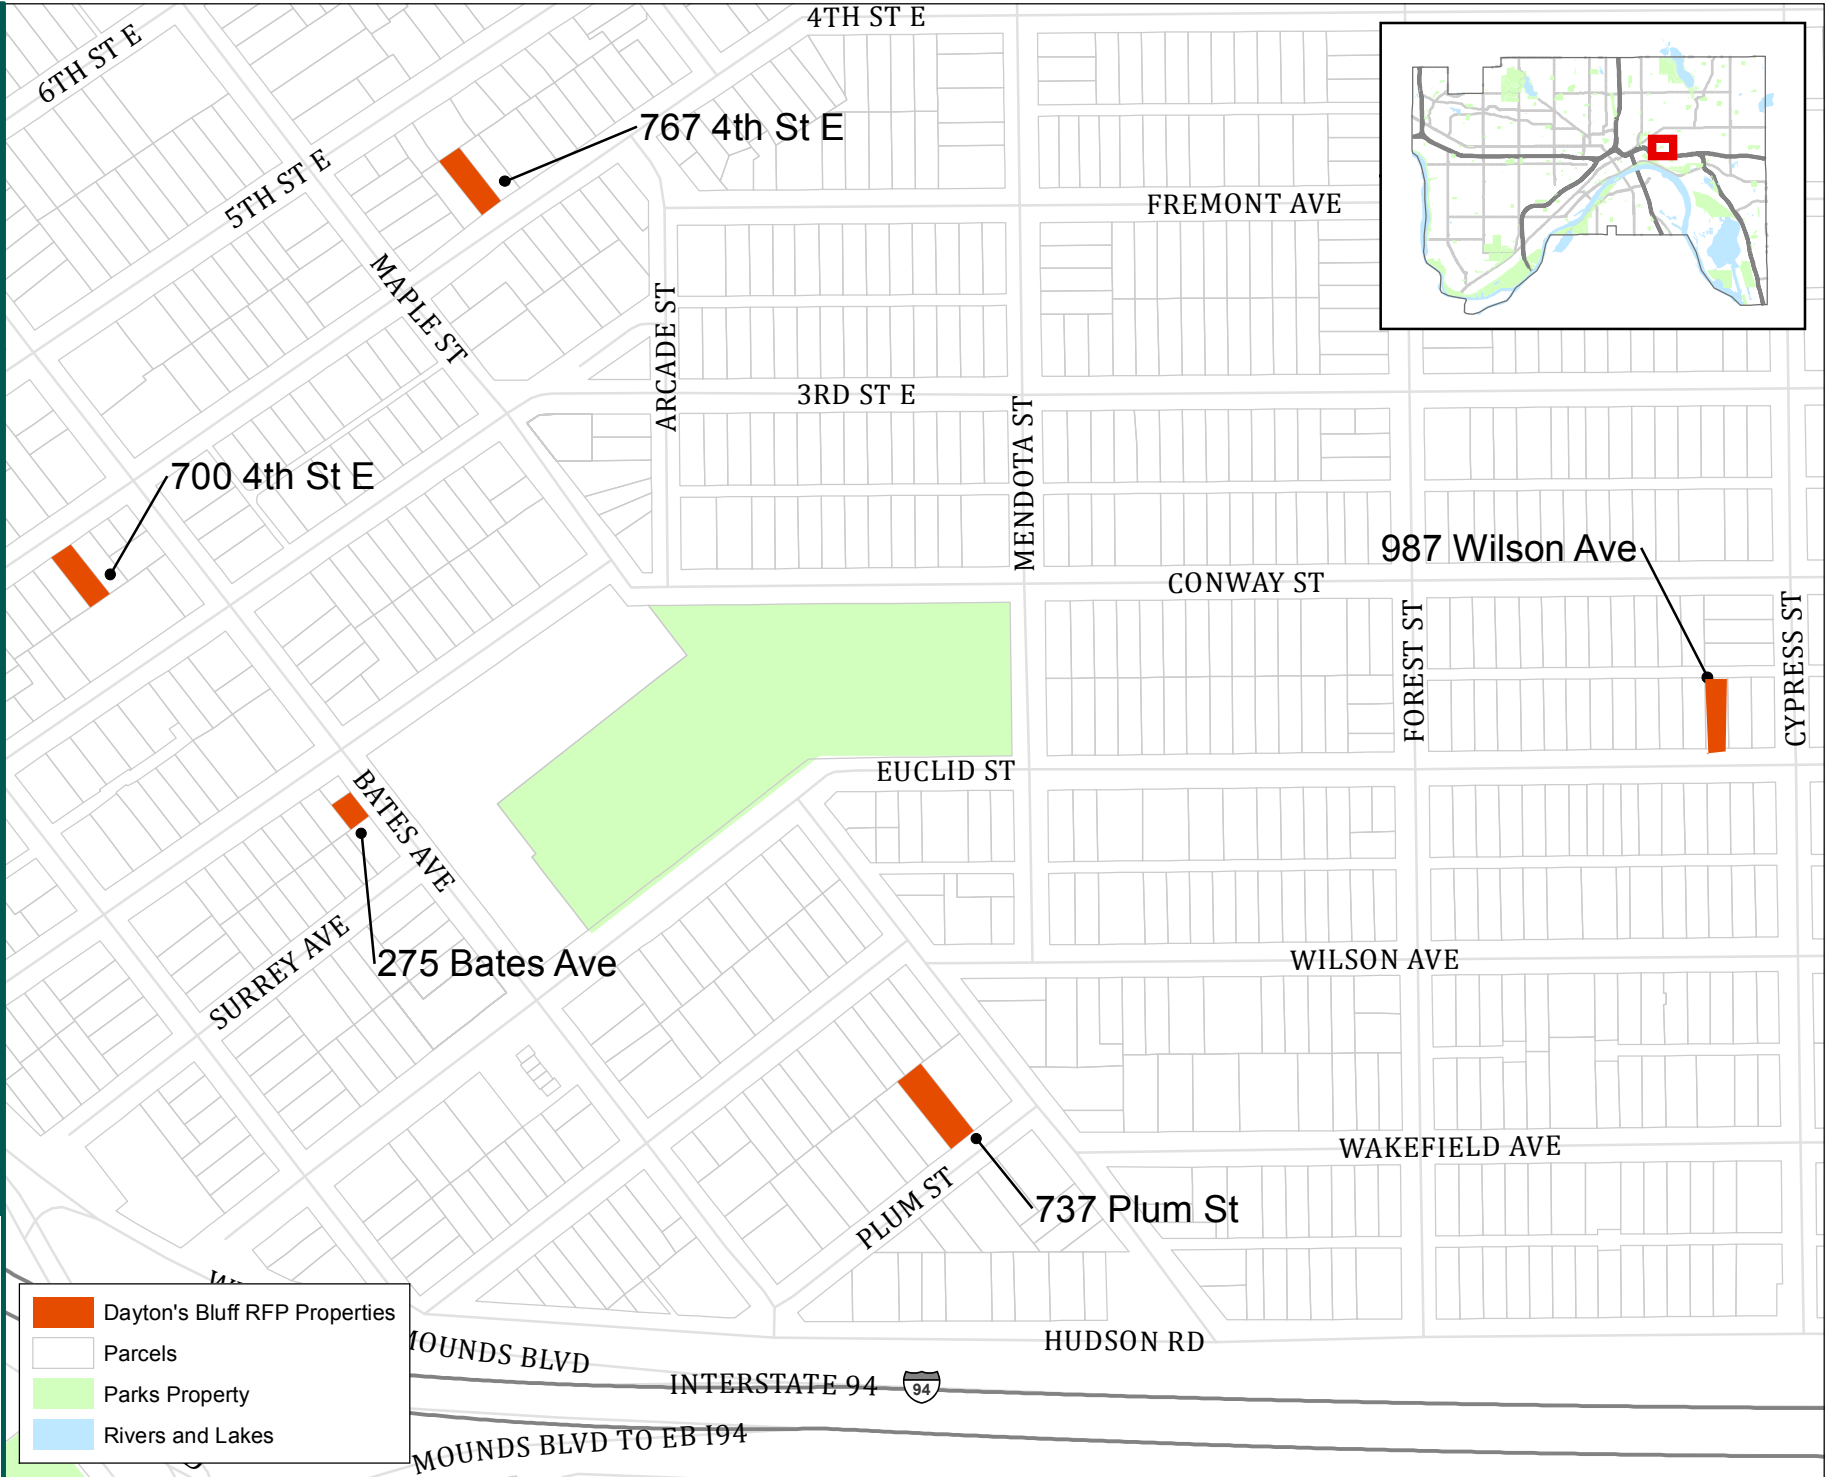 4TH ST E
6TH ST E
767 4th St E
5TH ST E
FREMONT AVE
MAPLE ST
ARCADE ST
3RD ST E
MENDOTA ST
700 4th St E
987 Wilson Ave
CONWAY ST
FOREST ST
CYPRESS ST
EUCLID ST
BATES AVE
SURREY AVE
275 Bates Ave
WILSON AVE
WAKEFIELD AVE
PLUM ST
737 Plum St
Dayton's Bluff RFP Properties
Parcels
Parks Property
Rivers and Lakes
MOUNDS BLVD
HUDSON RD
INTERSTATE 94
94
MOUNDS BLVD TO EB I94